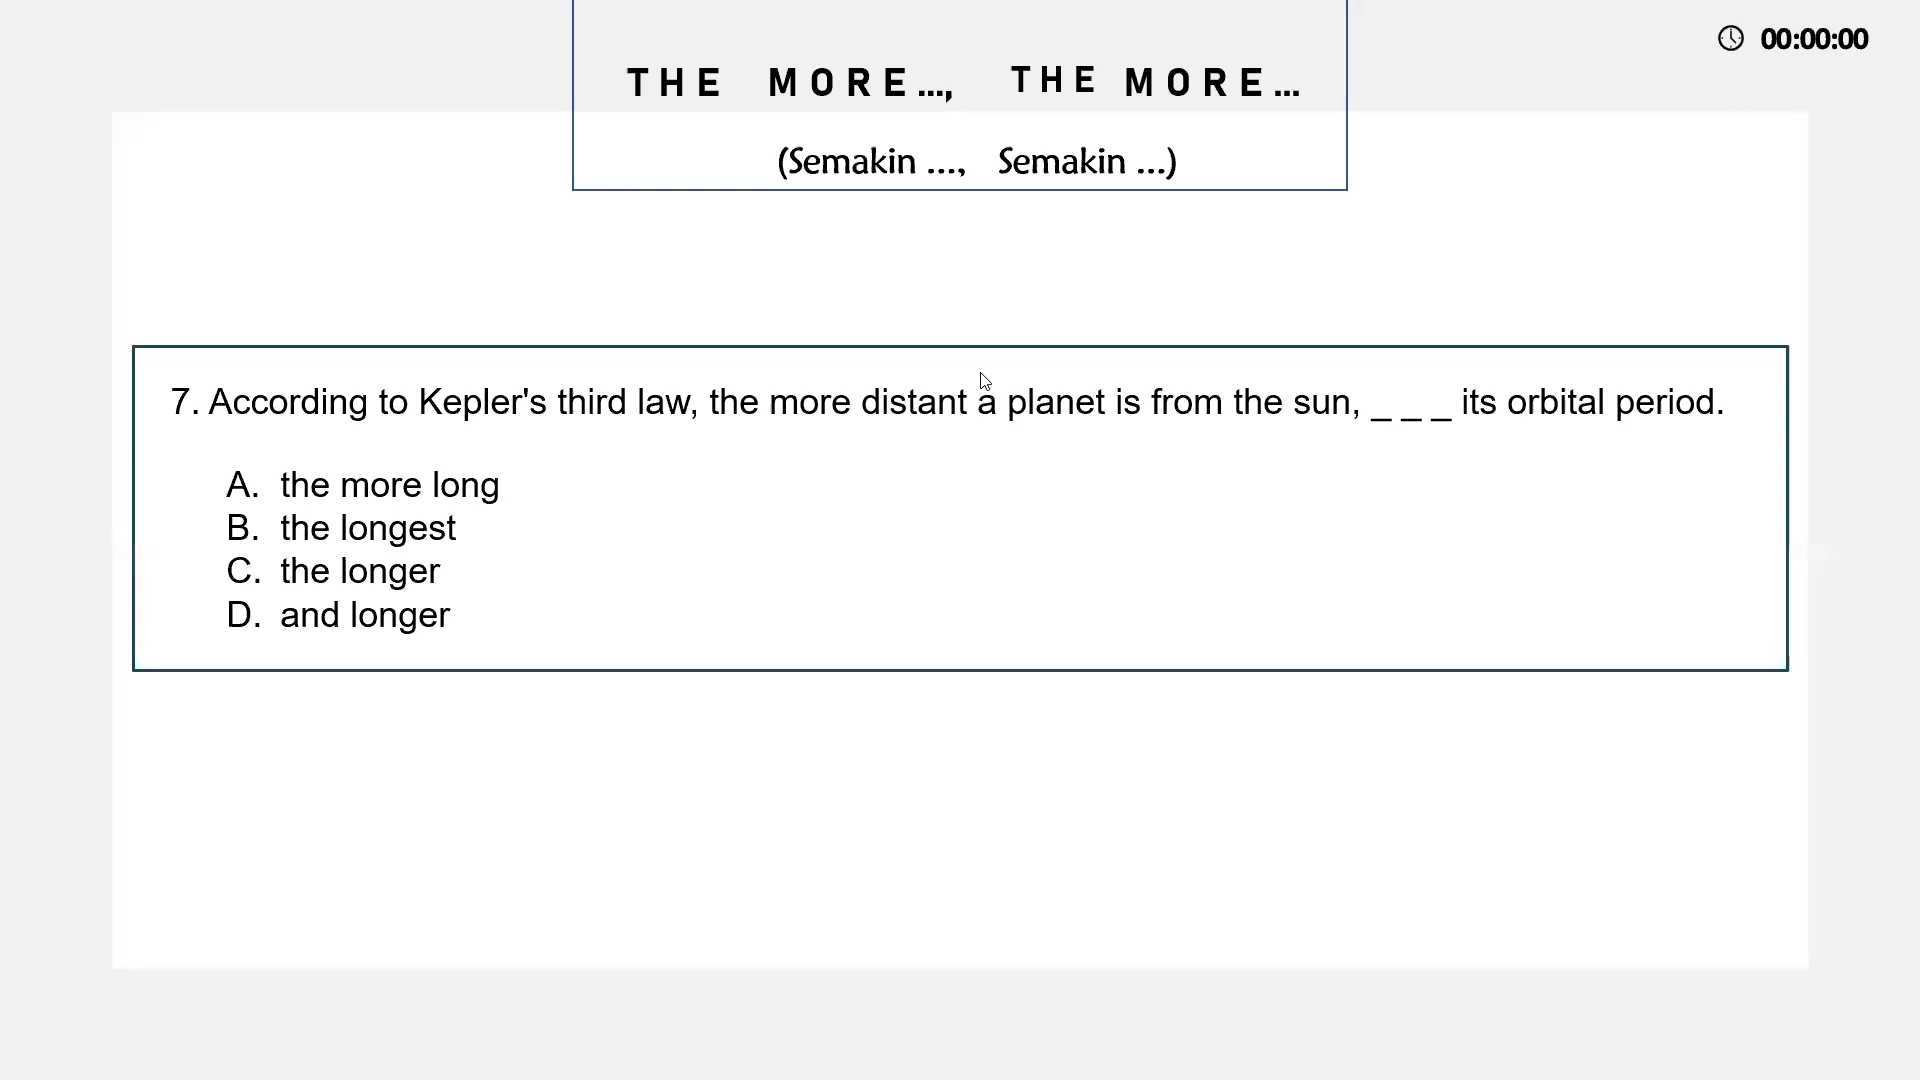 00:00:00
THE MORE…, THE MORE…
(Semakin ..., Semakin ...)
7. According to Kepler's third law, the more distant a planet is from the sun, _ _ _ its orbital period.
A. the more long
B. the longest
C. the longer
D. and longer